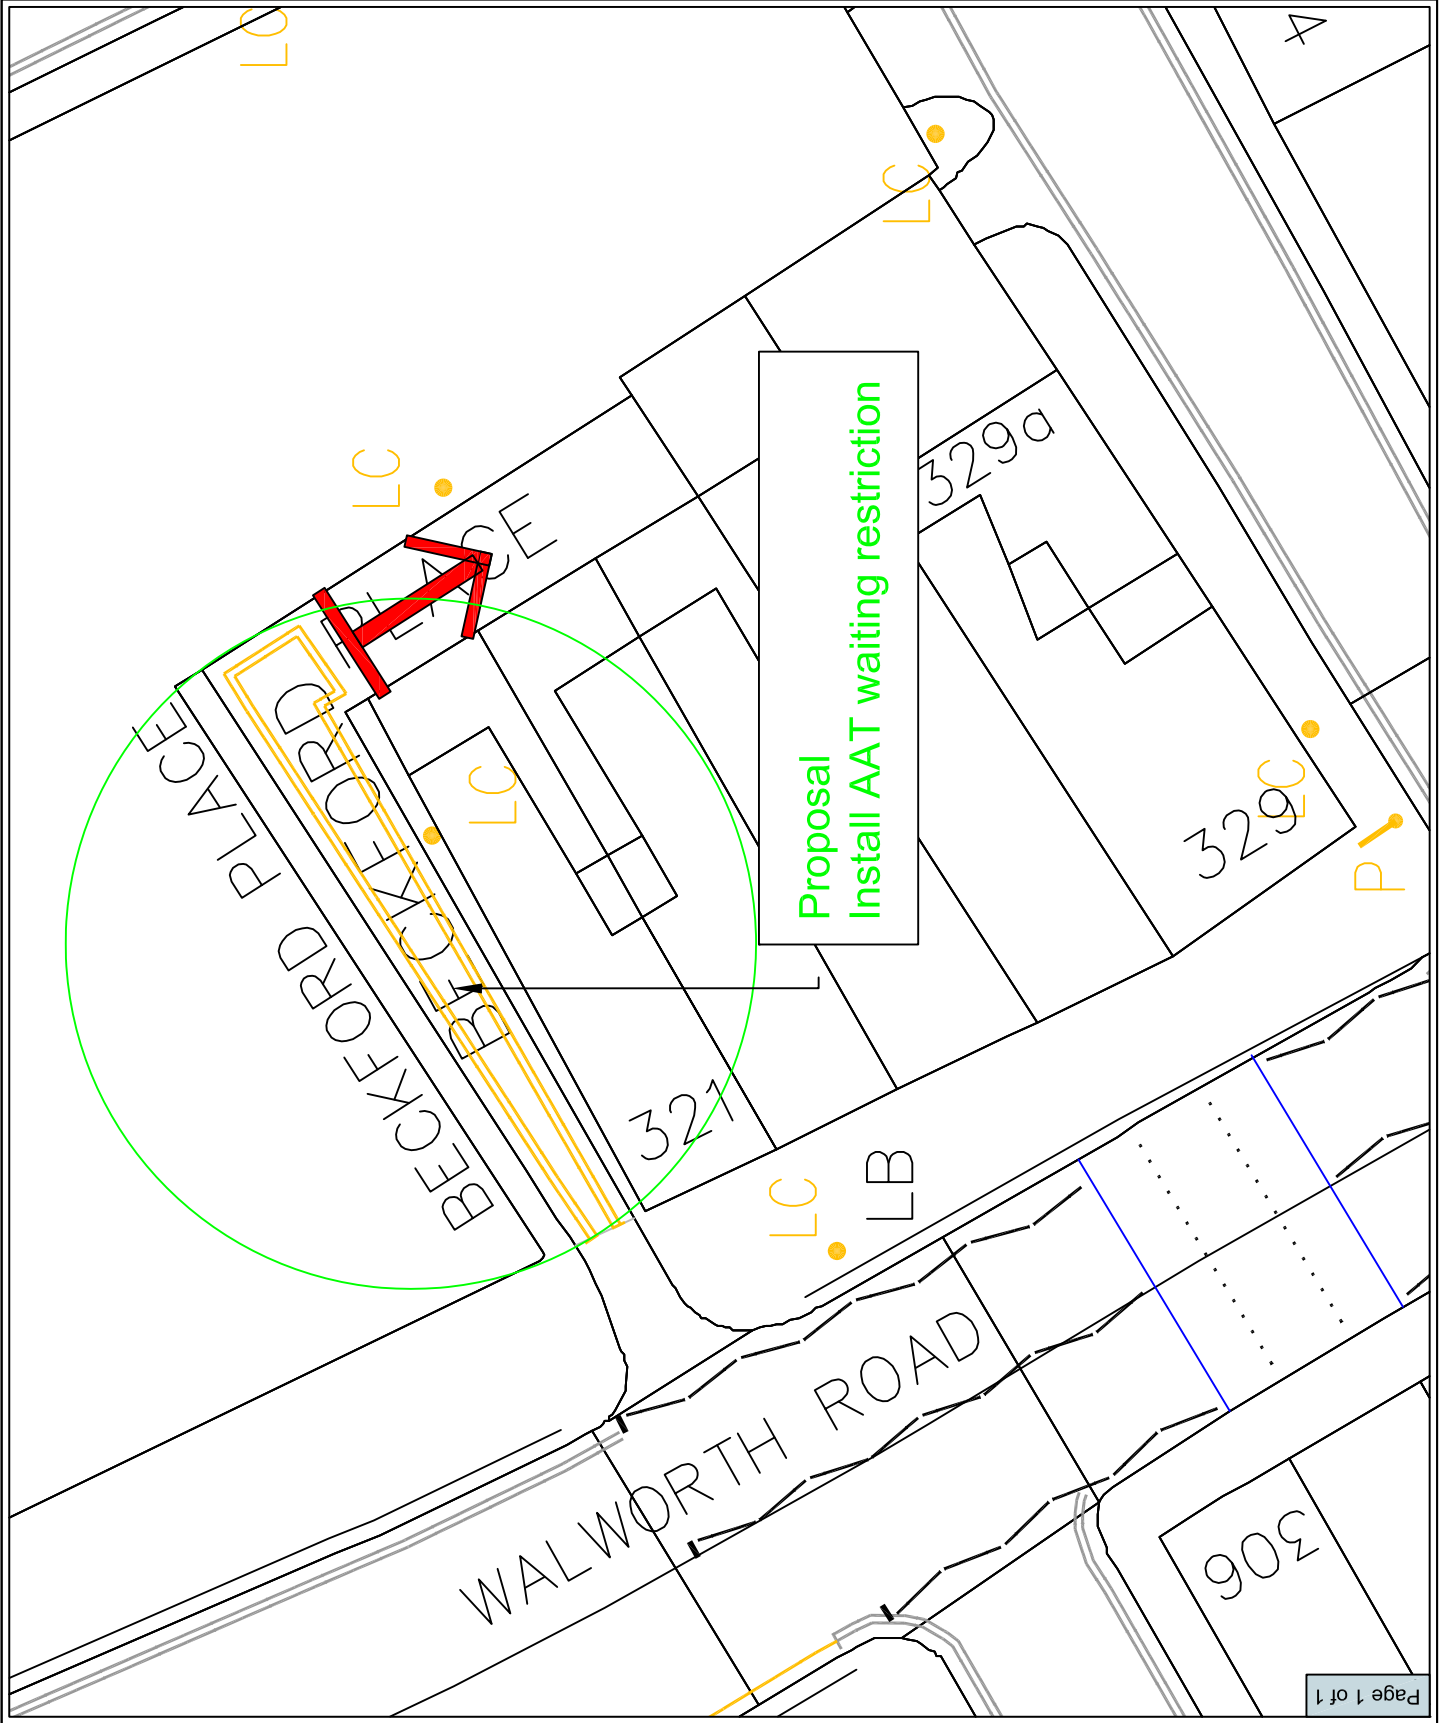 LC
4
LC
LC
329a
BECKFORD PLACE
BECKFORD PLACE
LC
Proposal
Install AAT waiting restriction
LC
329
P
321
LC
LB
WALWORTH ROAD
306
Page 1 of 1